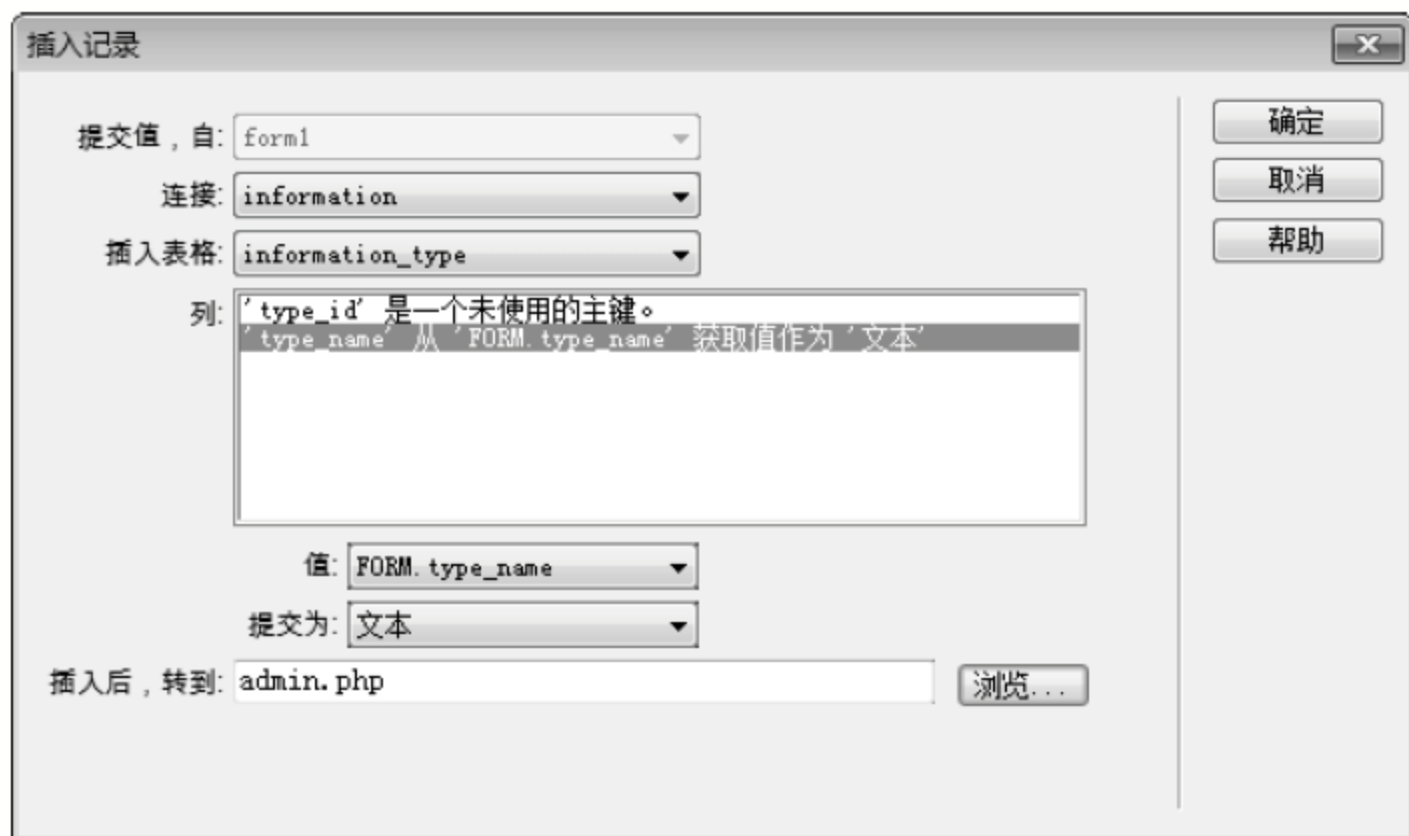 插入记录
确定
提交值，自: form1
取消
连接: information
插入表格: information_type
帮助
列: 'type_id' 是一个未使用的主键。
'type_name' 从 'FORM.type_name' 获取值作为 '文本'
值: FORM.type_name
提交为: 文本
插入后，转到: admin.php 浏览...